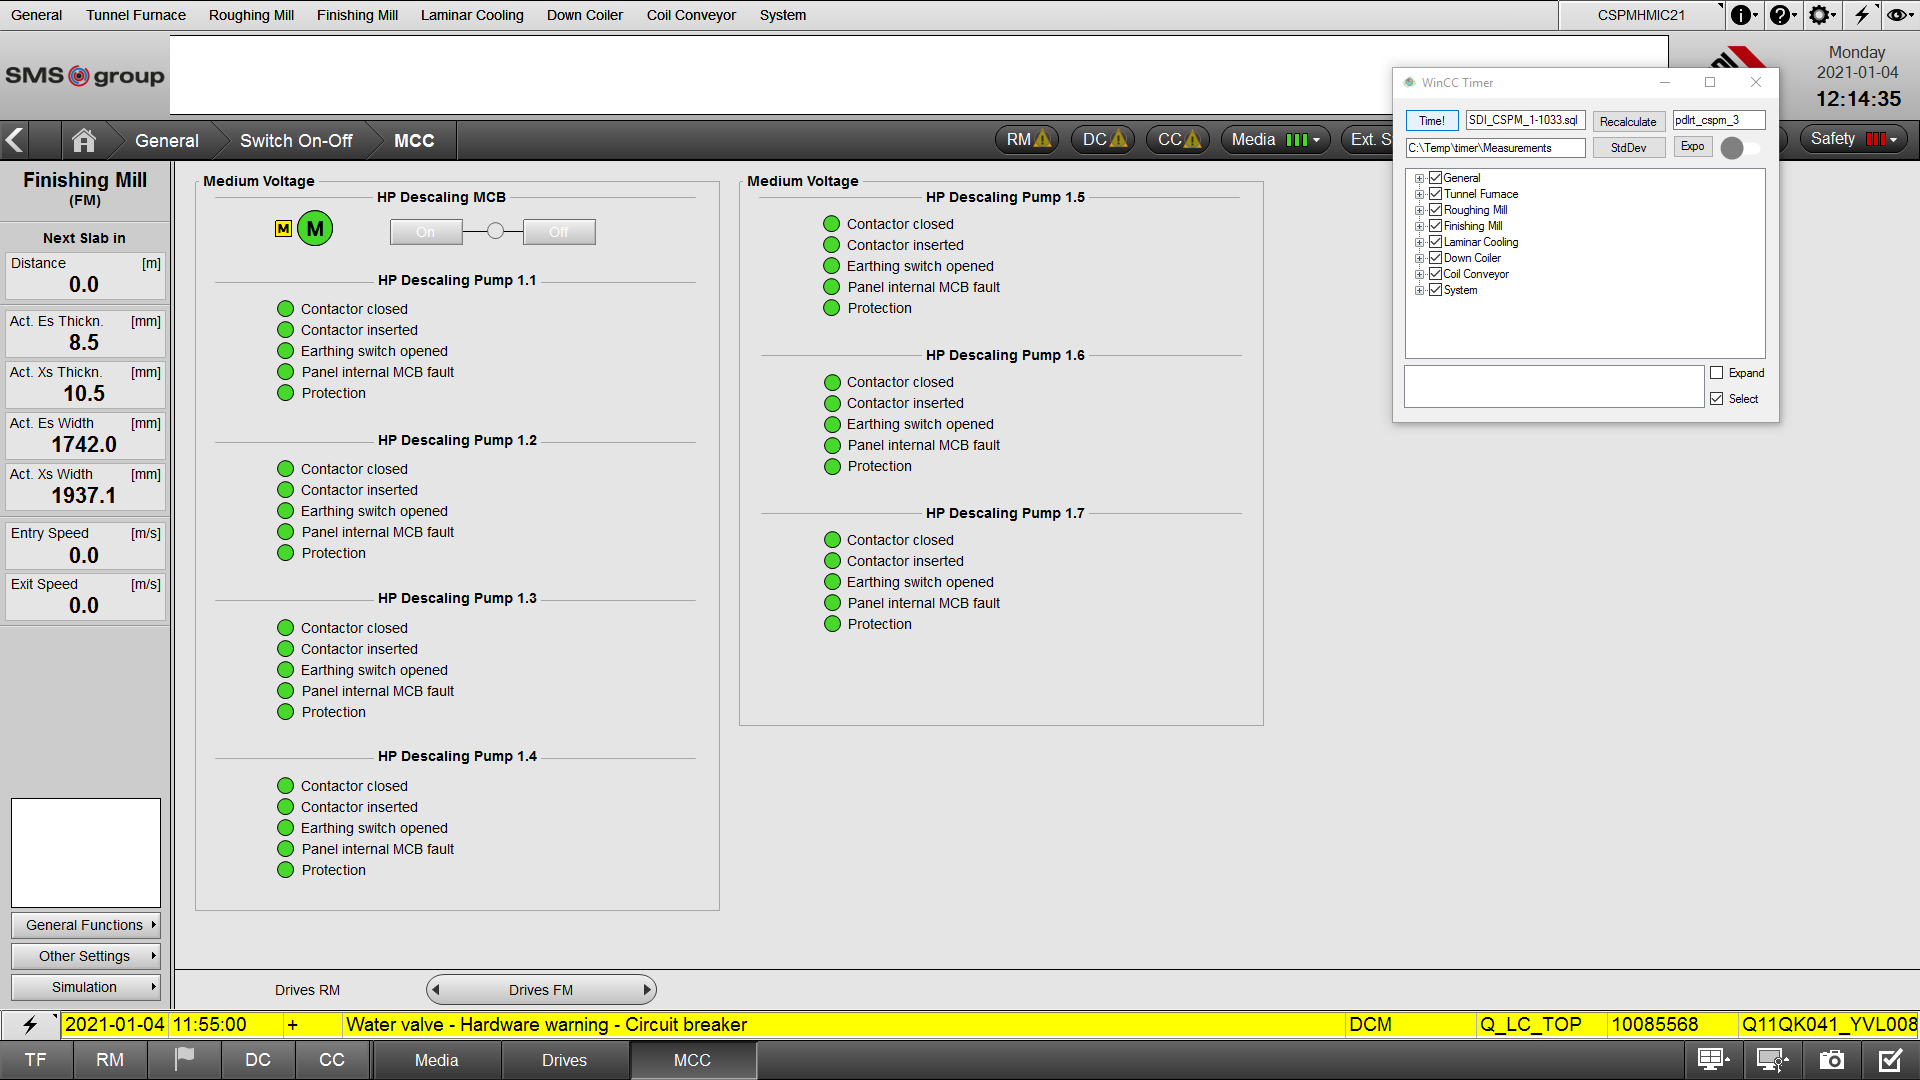 General Tunnel Furnace Roughing Mill Finishing Mill Laminar Cooling Down Coiler Coil Conveyor System CSPMHMIC21
SMS group
Monday
2021-01-04
12:14:35
General Switch On-Off MCC RM DC CC Media Ext. S Safety
WinCC Timer
Time! SDI_CSPM_1-1033.sql Recalculate pdlrt_cspm_3
C:\Temp\timer\Measurements StdDev Expo
General
Tunnel Furnace
Roughing Mill
Finishing Mill
Laminar Cooling
Down Coiler
Coil Conveyor
System
Expand
Select
Finishing Mill
(FM)
Next Slab in
Distance [m]
0.0
Act. Es Thickn. [mm]
8.5
Act. Xs Thickn. [mm]
10.5
Act. Es Width [mm]
1742.0
Act. Xs Width [mm]
1937.1
Entry Speed [m/s]
0.0
Exit Speed [m/s]
0.0
General Functions
Other Settings
Simulation
Medium Voltage
HP Descaling MCB
M M On Off
HP Descaling Pump 1.1
Contactor closed
Contactor inserted
Earthing switch opened
Panel internal MCB fault
Protection
HP Descaling Pump 1.2
Contactor closed
Contactor inserted
Earthing switch opened
Panel internal MCB fault
Protection
HP Descaling Pump 1.3
Contactor closed
Contactor inserted
Earthing switch opened
Panel internal MCB fault
Protection
HP Descaling Pump 1.4
Contactor closed
Contactor inserted
Earthing switch opened
Panel internal MCB fault
Protection
Medium Voltage
HP Descaling Pump 1.5
Contactor closed
Contactor inserted
Earthing switch opened
Panel internal MCB fault
Protection
HP Descaling Pump 1.6
Contactor closed
Contactor inserted
Earthing switch opened
Panel internal MCB fault
Protection
HP Descaling Pump 1.7
Contactor closed
Contactor inserted
Earthing switch opened
Panel internal MCB fault
Protection
Drives RM Drives FM
2021-01-04 11:55:00 + Water valve - Hardware warning - Circuit breaker DCM Q_LC_TOP 10085568 Q11QK041_YVL008
TF RM DC CC Media Drives MCC